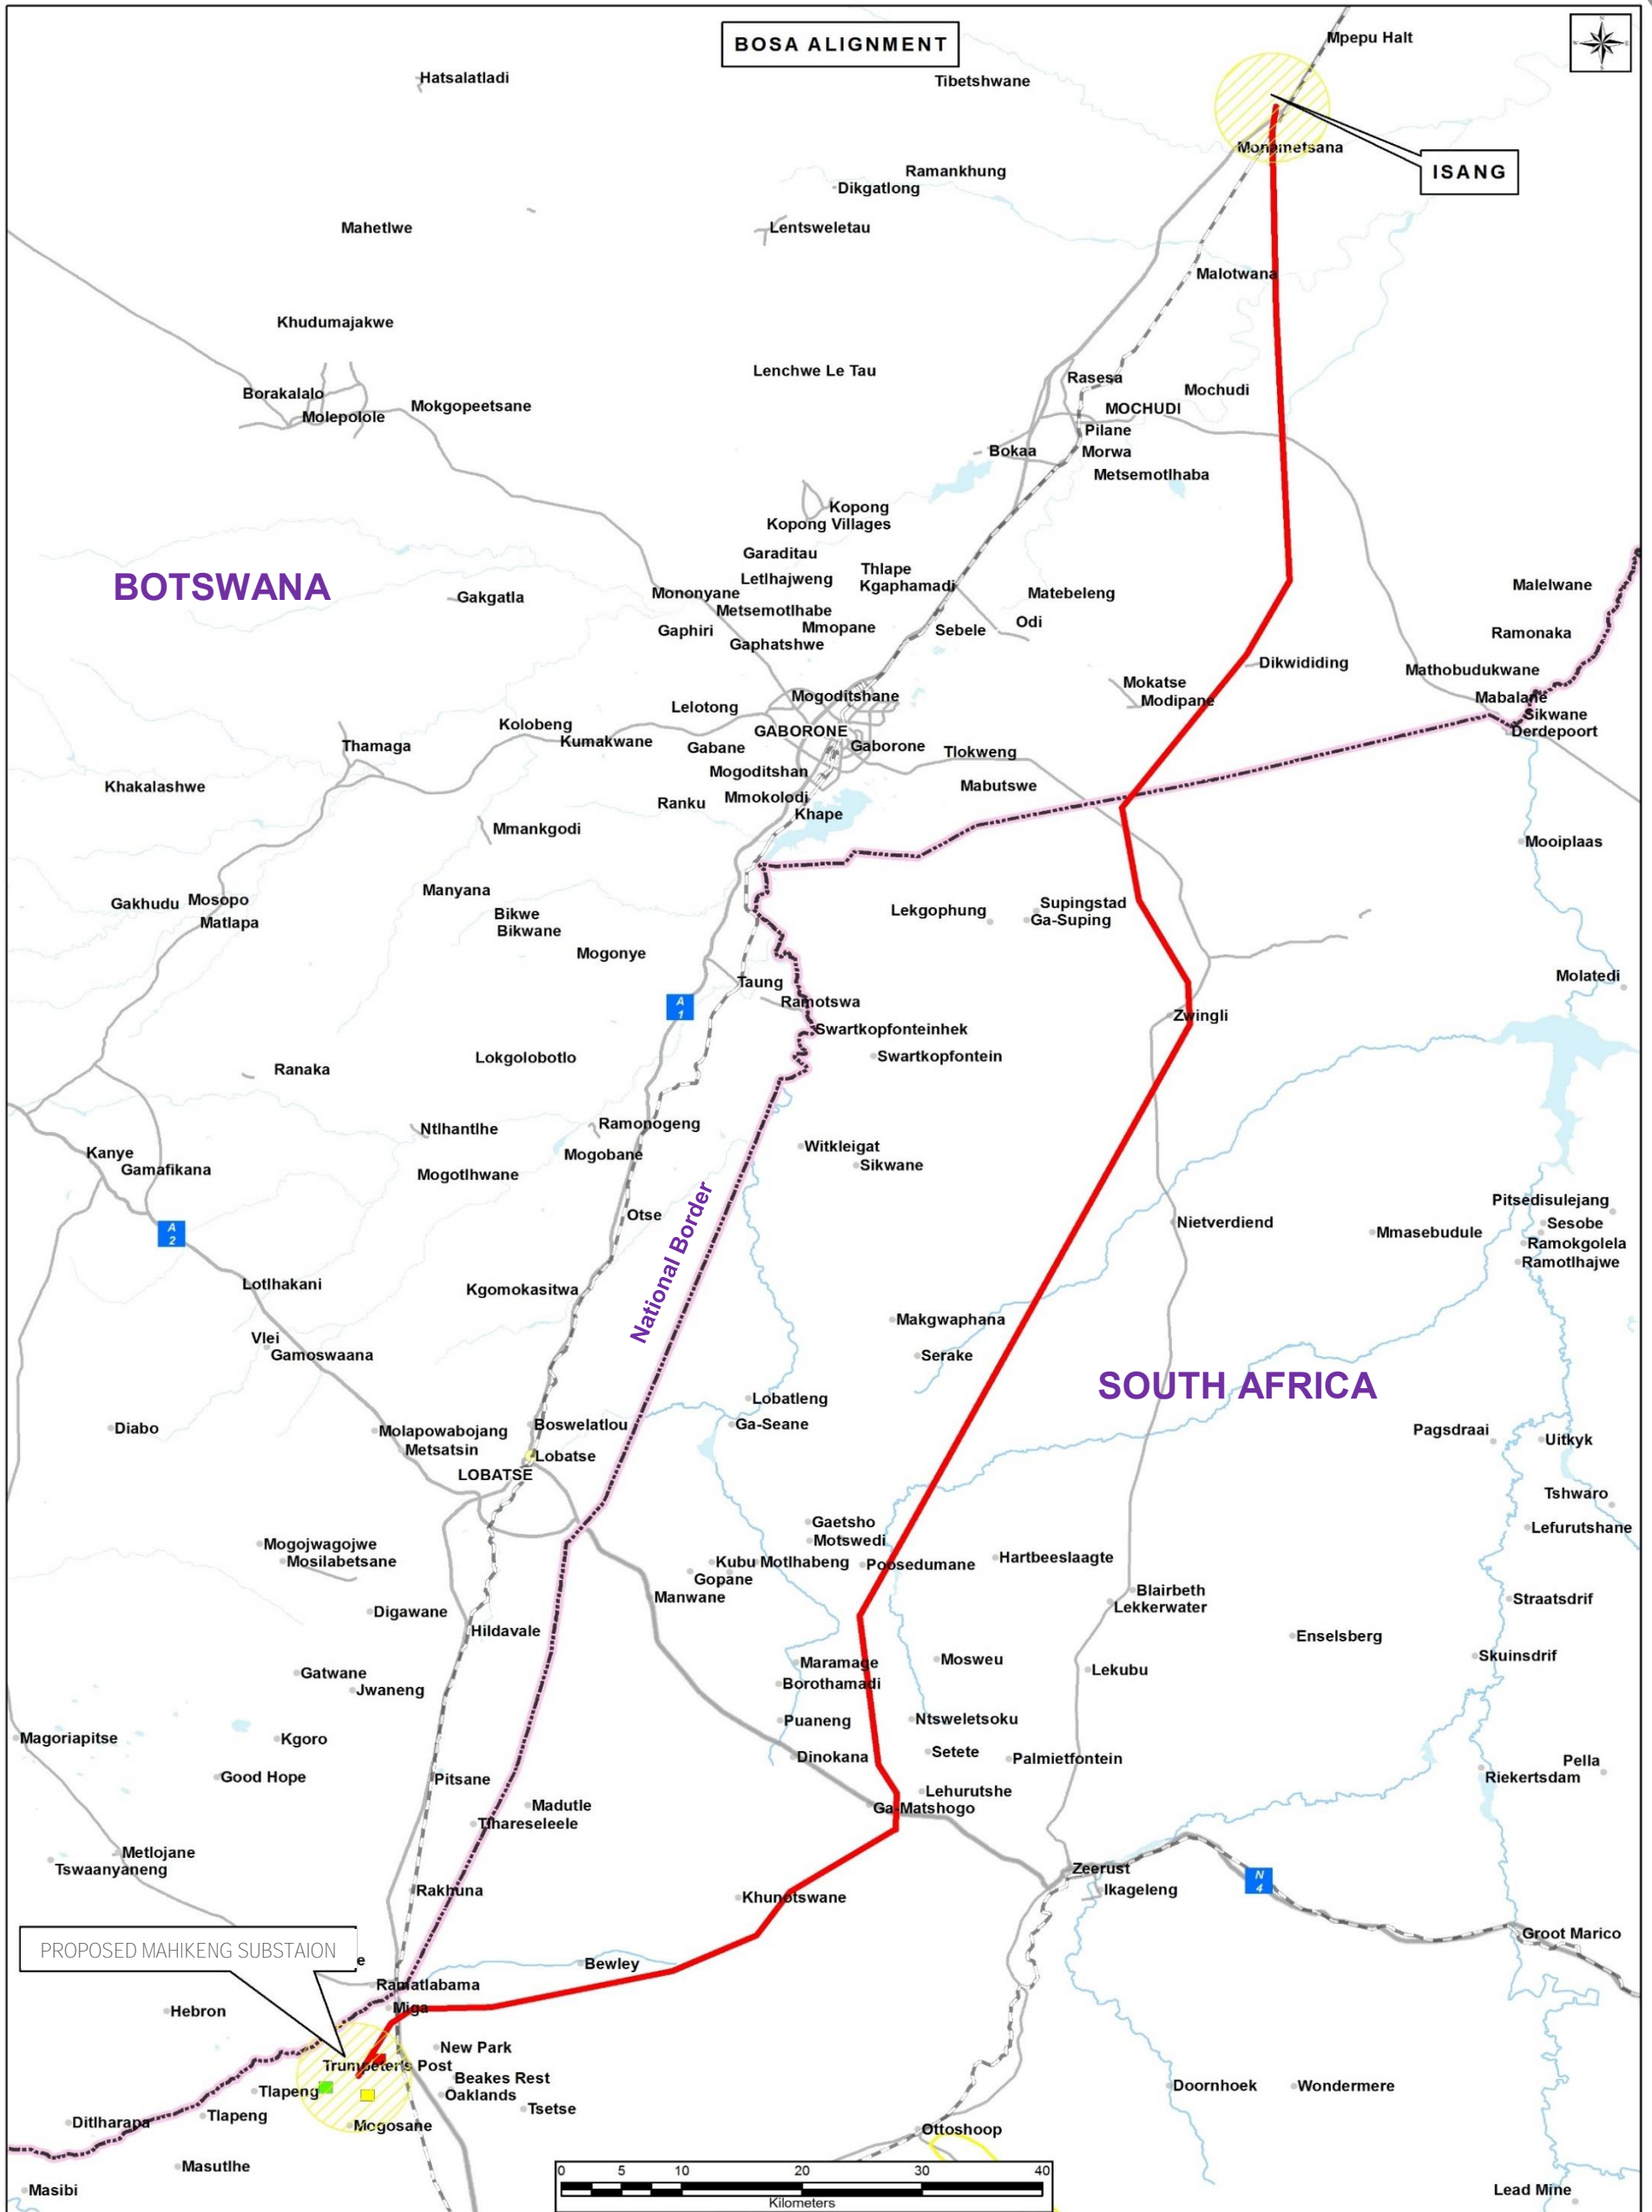 BOSA ALIGNMENT
Mpepu Halt
Hatsalatladi
Tibetshwane
Monametsana
ISANG
Ramankhung
Dikgatlong
Mahetlwe
Lentsweletau
Malotwana
Khudumajakwe
Lenchwe Le Tau
Rasesa
Mochudi
Borakalalo
Mokgopeetsane
MOCHUDI
Molepolole
Pilane
Bokaa
Morwa
Metsemotlhaba
Kopong
Kopong Villages
Garaditau
Thlape
Letlhajweng
Kgaphamadi
BOTSWANA
Malelwane
Gakgatla
Mononyane
Matebeleng
Metsemotlhabe
Odi
Gaphiri
Mmopane
Sebele
Ramonaka
Gaphatshwe
Dikwididing
Mathobudukwane
Mokatse
Mogoditshane
Modipane
Mabalane
Lelotong
Sikwane
Kolobeng
GABORONE
Derdepoort
Thamaga
Kumakwane
Gabane
Gaborone
Tlokweng
Mogoditshan
Khakalashwe
Mabutswe
Ranku
Mmokolodi
Khape
Mmankgodi
Mooiplaas
Manyana
Gakhudu
Mosopo
Lekgophung
Supingstad
Matlapa
Bikwe
Ga-Suping
Bikwane
Mogonye
Taung
Molatedi
A
1
Ramotswa
Zwingli
Swartkopfonteinhek
Lokgolobotlo
Swartkopfontein
Ranaka
Ntlhantlhe
Ramonogeng
Kanye
Mogobane
Witkleigat
Gamafikana
Mogotlhwane
Sikwane
Pitsedisulejang
National Border
Otse
Nietverdiend
Sesobe
A
2
Mmasebudule
Ramokgolela
Ramotlhajwe
Lotlhakani
Kgomokasitwa
Makgwaphana
Vlei
Gamoswaana
Serake
SOUTH AFRICA
Lobatleng
Diabo
Molapowabojang
Boswelatlou
Ga-Seane
Pagsdraai
Uitkyk
Metsatsin
Lobatse
LOBATSE
Tshwaro
Gaetsho
Lefurutshane
Mogojwagojwe
Motswedi
Mosilabetsane
Kubu
Motlhabeng
Poosedumane
Hartbeeslaagte
Gopane
Manwane
Blairbeth
Straatsdrif
Digawane
Lekkerwater
Hildavale
Enselsberg
Maramage
Mosweu
Skuinsdrif
Gatwane
Lekubu
Jwaneng
Borothamadi
Puaneng
Ntsweletsoku
Magoriapitse
Kgoro
Dinokana
Setete
Palmietfontein
Pella
Good Hope
Pitsane
Riekertsdam
Lehurutshe
Madutle
Ga-Matshogo
Tlhareseleele
Metlojane
Tswaanyaneng
Zeerust
N
4
Rakhuna
Khunotswane
Ikageleng
Groot Marico
PROPOSED MAHIKENG SUBSTAION
e
Bewley
Ramatlabama
Hebron
Miga
New Park
Trumpeter's Post
Beakes Rest
Doornhoek
Wondermere
Tlapeng
Oaklands
Tlapeng
Tsetse
Ditlharapa
Mogosane
Ottoshoop
Masutlhe
0 5 10 20 30 40
Kilometers
Masibi
Lead Mine